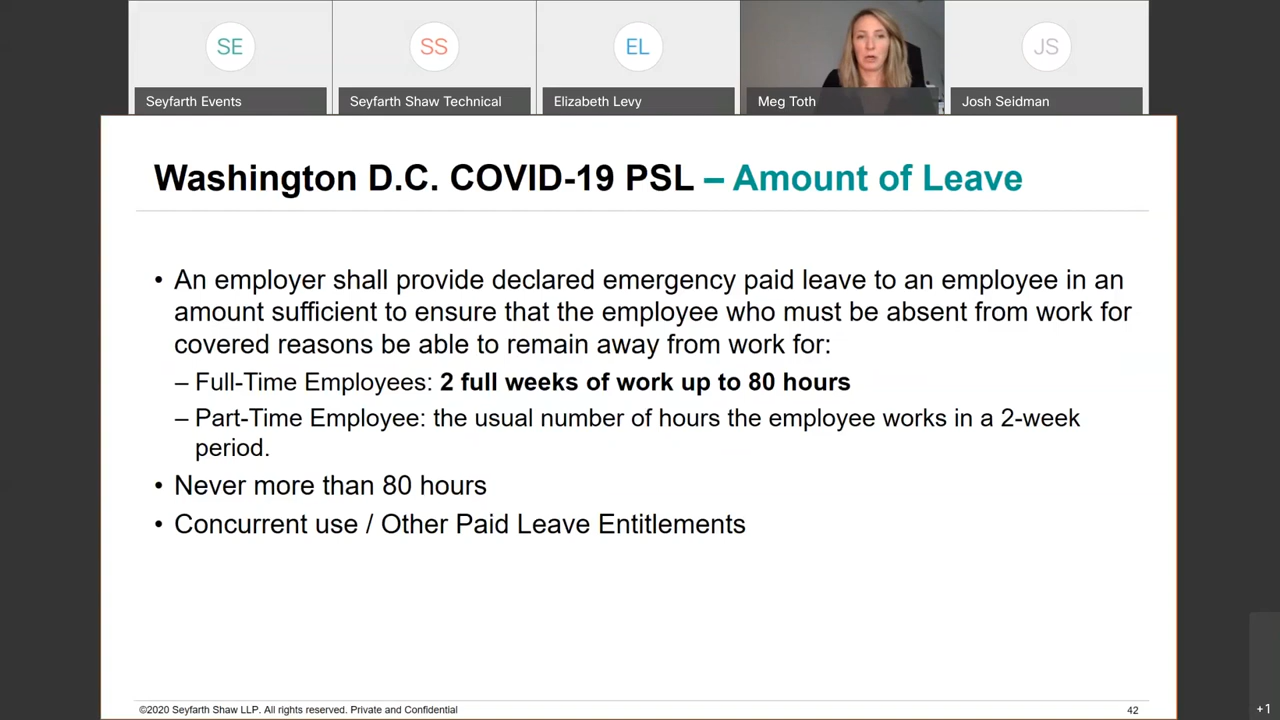 SE
SS
EL
JS
Seyfarth Events
Seyfarth Shaw Technical
Elizabeth Levy
Meg Toth
Josh Seidman
Washington D.C. COVID-19 PSL – Amount of Leave
• An employer shall provide declared emergency paid leave to an employee in an
amount sufficient to ensure that the employee who must be absent from work for
covered reasons be able to remain away from work for:
– Full-Time Employees: 2 full weeks of work up to 80 hours
– Part-Time Employee: the usual number of hours the employee works in a 2-week
period.
• Never more than 80 hours
• Concurrent use / Other Paid Leave Entitlements
©2020 Seyfarth Shaw LLP. All rights reserved. Private and Confidential
42
+1